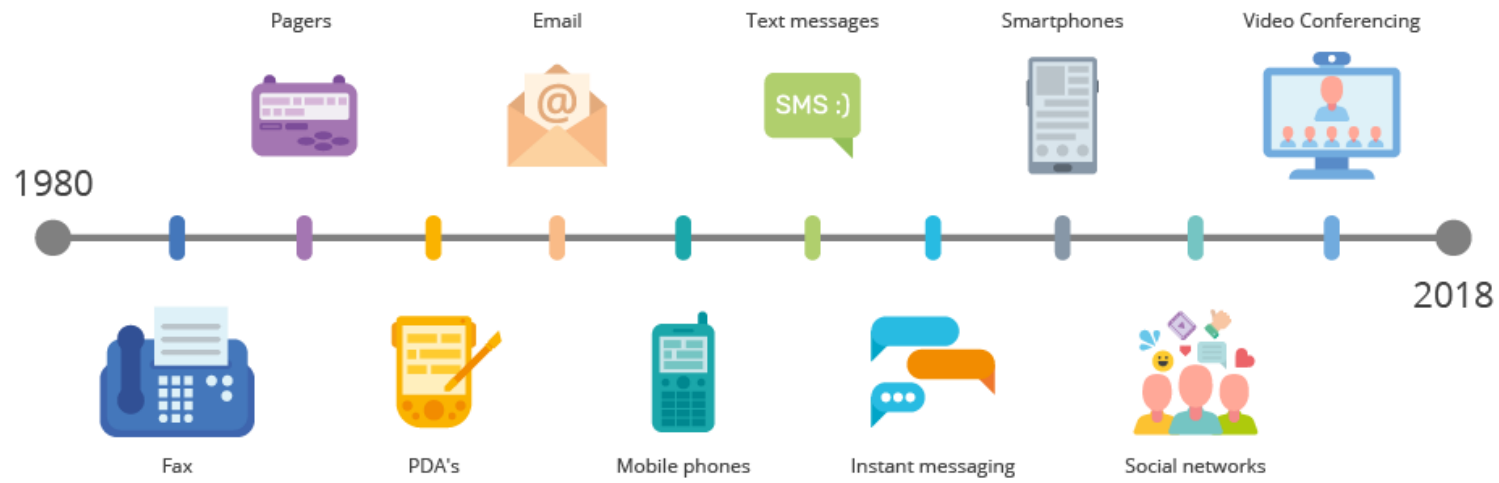 Pagers
Email
Text messages
Smartphones
Video Conferencing
@
SMS :)
1980
2018
Fax
PDA's
Mobile phones
Instant messaging
Social networks